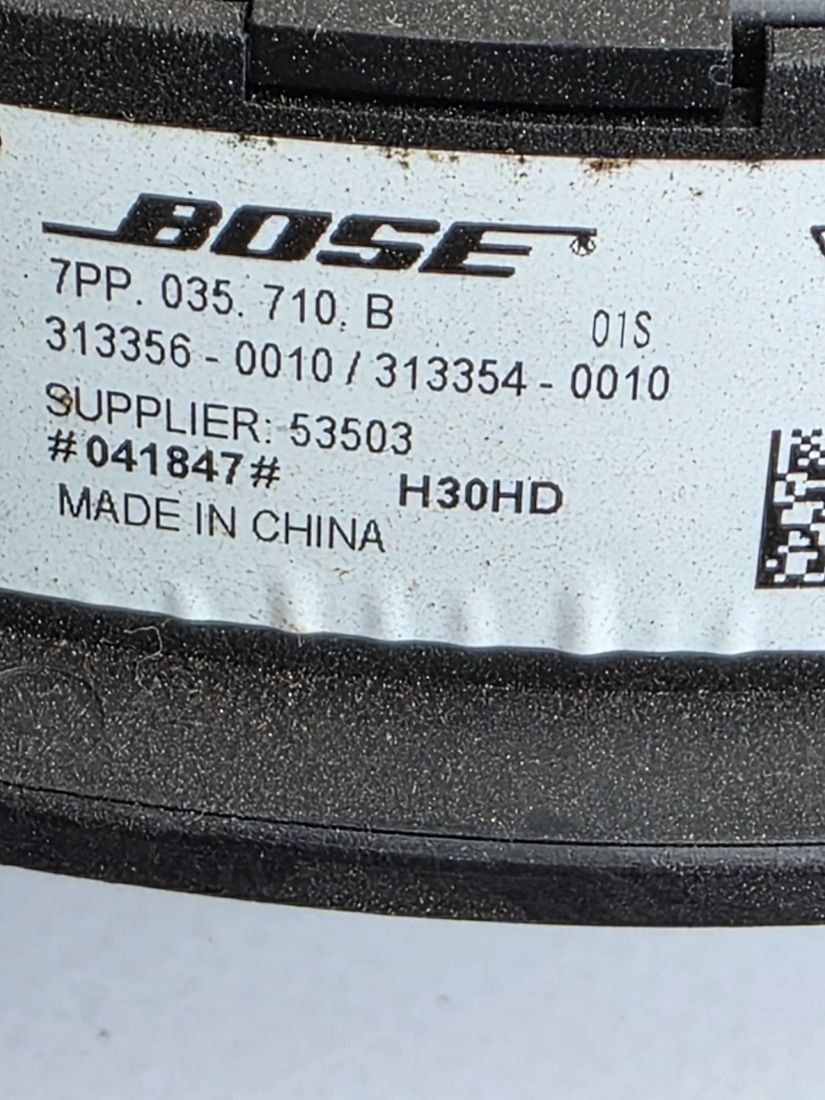 BOSE®
7PP. 035. 710. B 01S
313356 - 0010 / 313354 - 0010
SUPPLIER: 53503
#041847# H30HD
MADE IN CHINA